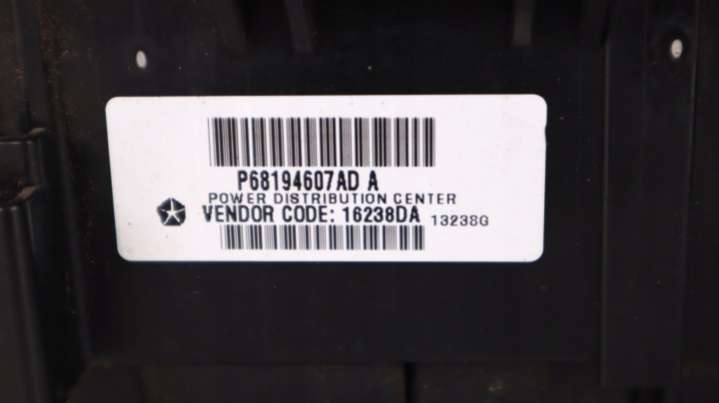 P68194607AD A
POWER DISTRIBUTION CENTER
VENDOR CODE: 16238DA 13238G